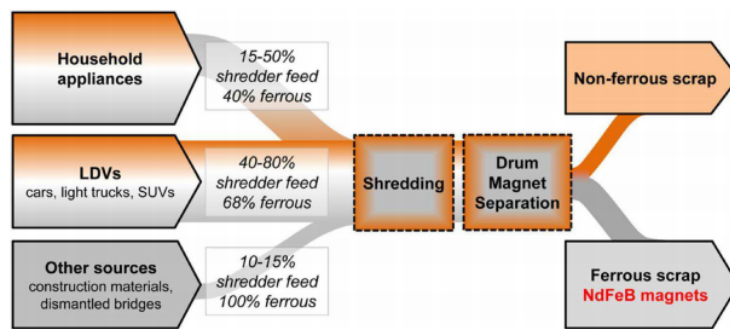 Household
appliances
15-50%
shredder feed
40% ferrous
LDVs
cars, light trucks, SUVs
40-80%
shredder feed
68% ferrous
Other sources
construction materials,
dismantled bridges
10-15%
shredder feed
100% ferrous
Shredding
Drum
Magnet
Separation
Non-ferrous scrap
Ferrous scrap
NdFeB magnets